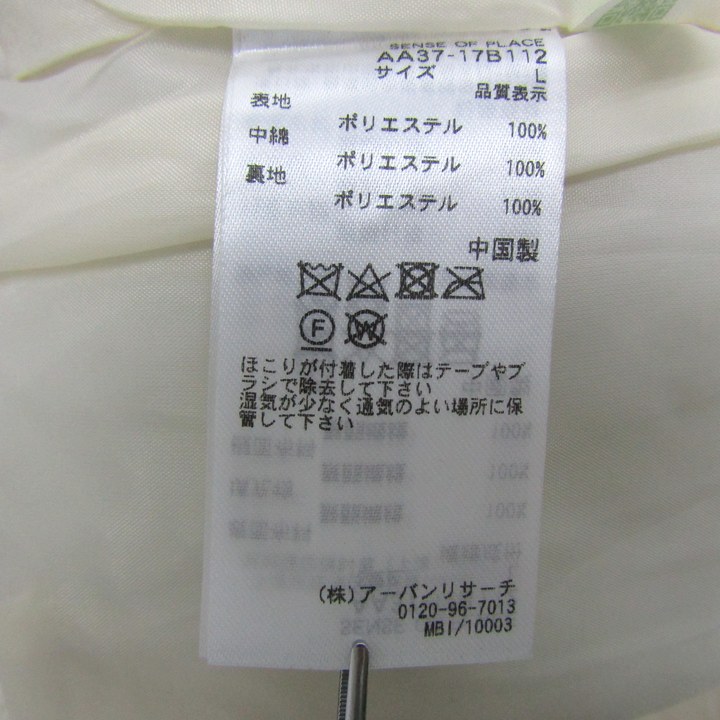 SENSE OF PLACE
AA37-17B112
サイズ L
品質表示
表地
ポリエステル 100%
中綿
ポリエステル 100%
裏地
ポリエステル 100%
中国製
F W
ほこりが付着した際はテープやブ
ラシで除去して下さい
湿気が少なく通気のよい場所に保
管して下さい
(株)アーバンリサーチ
0120-96-7013
MBI/10003